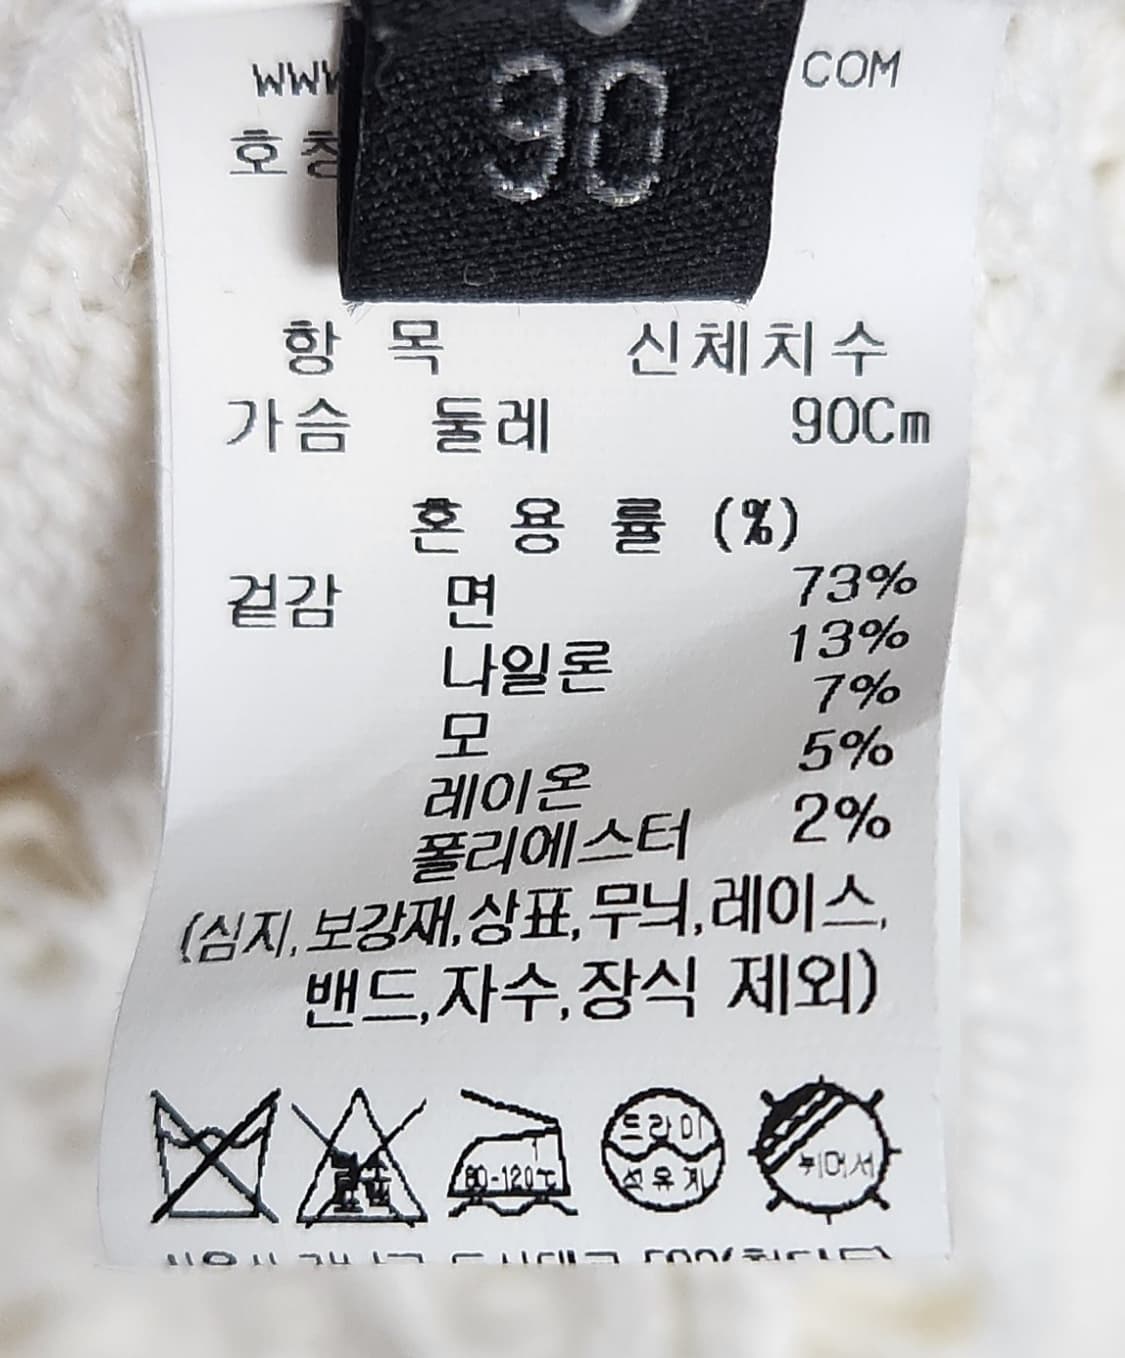 90
WWW COM
호칭
항 목 신체치수
가슴 둘레 90Cm
혼 용 률 (%)
겉감 면 73%
나일론 13%
모 7%
레이온 5%
폴리에스터 2%
(심지,보강재,상표,무늬,레이스,
밴드,자수,장식 제외)
80-120℃
드라이
석유계
뉘어서